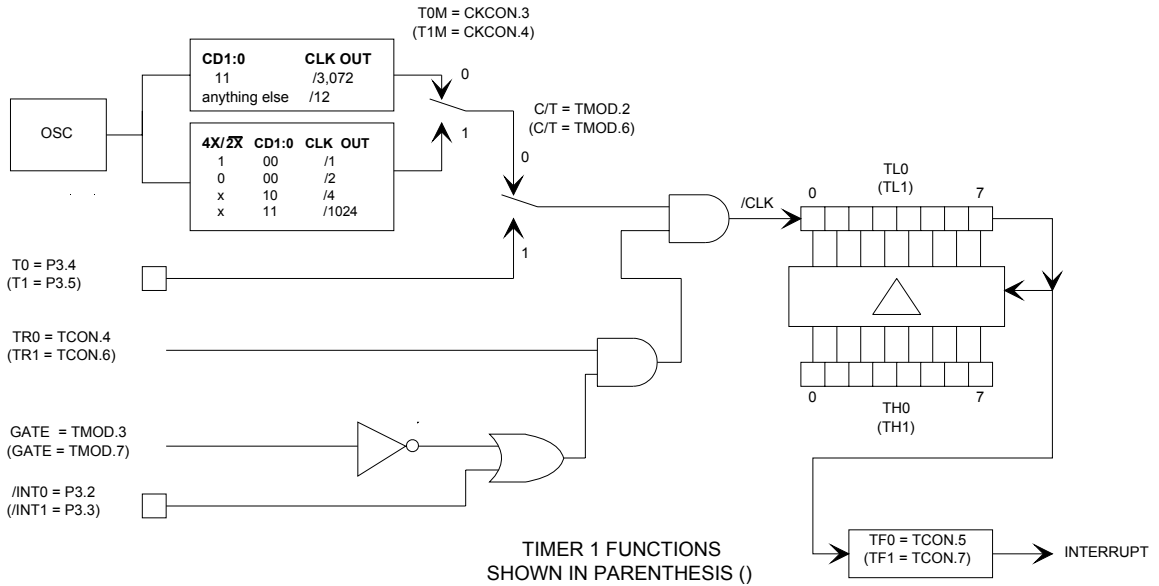 T0M = CKCON.3
(T1M = CKCON.4)
OSC
CD1:0 CLK OUT
11 /3,072
anything else /12
0
1
4X/2X CD1:0 CLK OUT
1 00 /1
0 00 /2
x 10 /4
x 11 /1024
C/T = TMOD.2
(C/T = TMOD.6)
0
1
T0 = P3.4
(T1 = P3.5)
TR0 = TCON.4
(TR1 = TCON.6)
GATE = TMOD.3
(GATE = TMOD.7)
/INT0 = P3.2
(/INT1 = P3.3)
/CLK
TL0
(TL1)
0 7
0 7
TH0
(TH1)
TF0 = TCON.5
(TF1 = TCON.7)
INTERRUPT
TIMER 1 FUNCTIONS
SHOWN IN PARENTHESIS ()